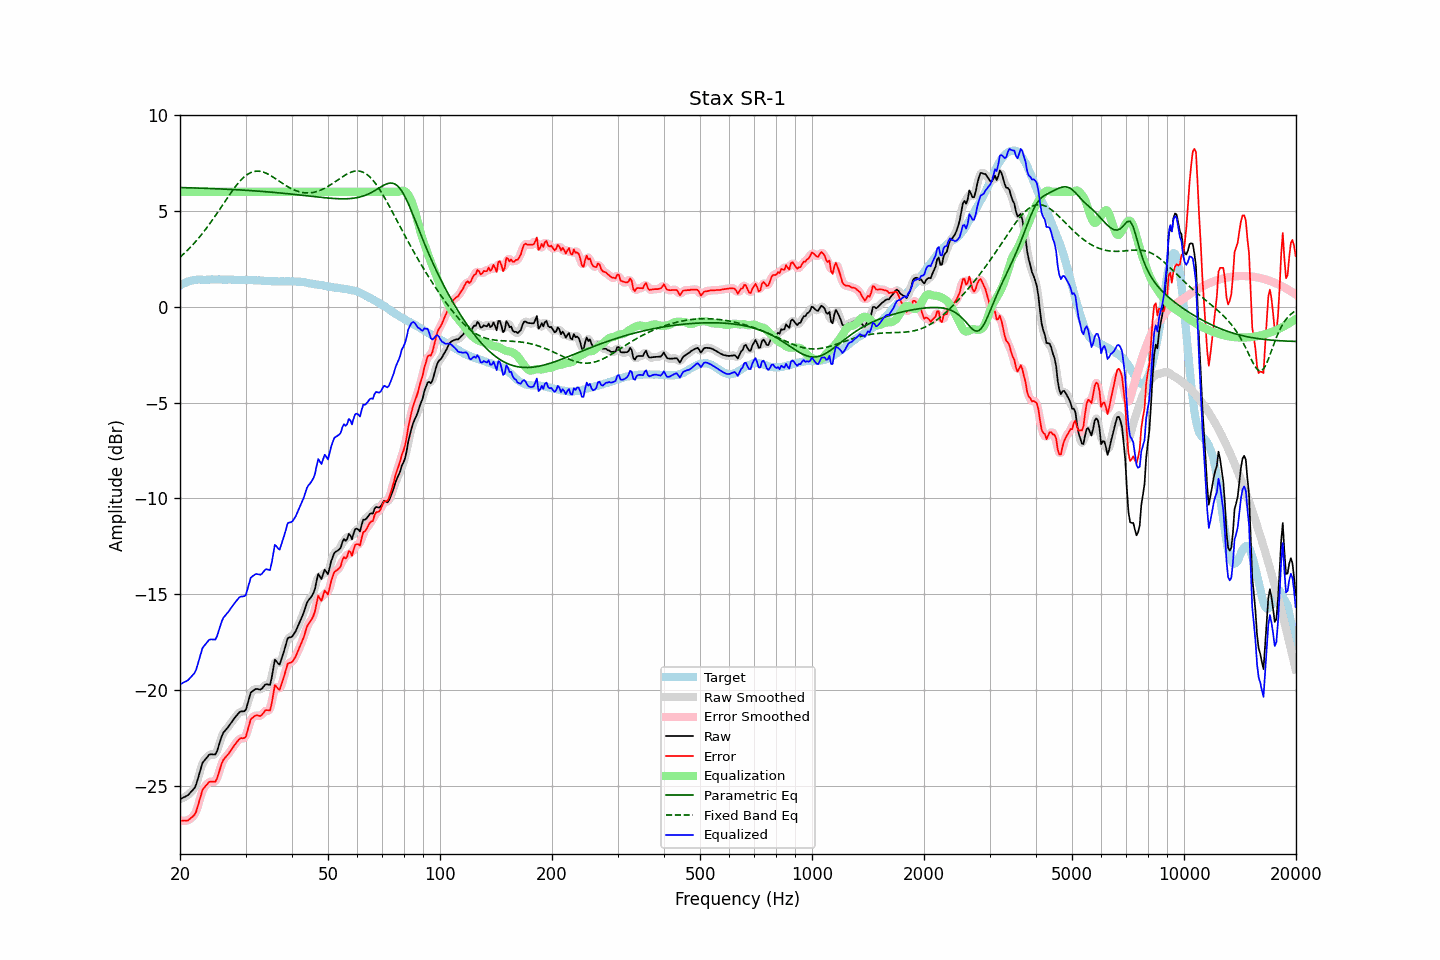 Stax SR-1
10
5
0
−5
−10
−15
−20
−25
Amplitude (dBr)
Target
Raw Smoothed
Error Smoothed
Raw
Error
Equalization
Parametric Eq
Fixed Band Eq
Equalized
20 50 100 200 500 1000 2000 5000 10000 20000
Frequency (Hz)